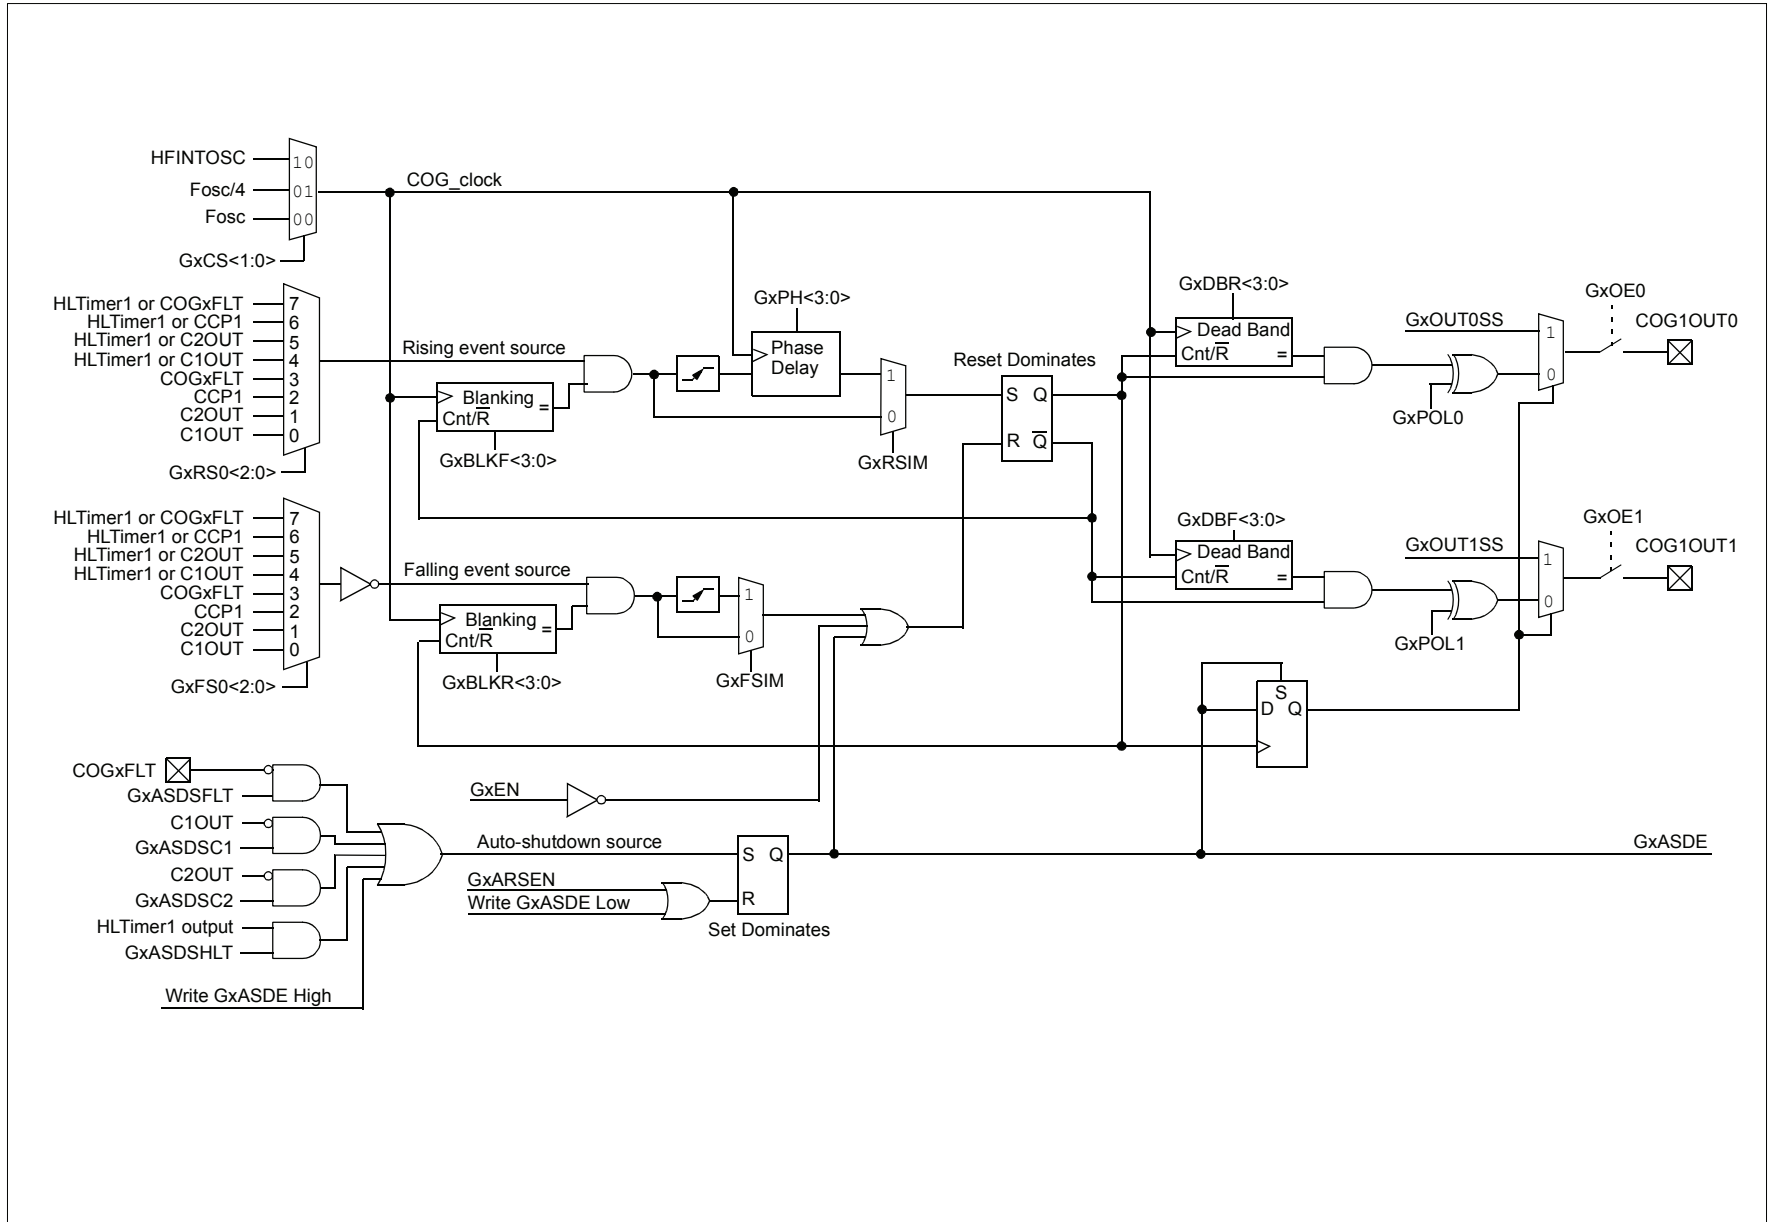 HFINTOSC
10
Fosc/4
01
Fosc
00
GxCS<1:0>
COG_clock
HLTimer1 or COGxFLT 7
HLTimer1 or CCP1 6
HLTimer1 or C2OUT 5
HLTimer1 or C1OUT 4
COGxFLT 3
CCP1 2
C2OUT 1
C1OUT 0
GxRS0<2:0>
Rising event source
Blanking
Cnt/R̅ =
GxBLKF<3:0>
GxPH<3:0>
Phase
Delay
1
0
GxRSIM
Reset Dominates
S Q
R Q̅
GxDBR<3:0>
Dead Band
Cnt/R̅ =
GxPOL0
GxOUT0SS
1
0
GxOE0
COG1OUT0
HLTimer1 or COGxFLT 7
HLTimer1 or CCP1 6
HLTimer1 or C2OUT 5
HLTimer1 or C1OUT 4
COGxFLT 3
CCP1 2
C2OUT 1
C1OUT 0
GxFS0<2:0>
Falling event source
Blanking
Cnt/R̅ =
GxBLKR<3:0>
1
0
GxFSIM
GxDBF<3:0>
Dead Band
Cnt/R̅ =
GxPOL1
GxOUT1SS
1
0
GxOE1
COG1OUT1
S
D Q
COGxFLT
GxASDSFLT
C1OUT
GxASDSC1
C2OUT
GxASDSC2
HLTimer1 output
GxASDSHLT
Write GxASDE High
GxEN
Auto-shutdown source
GxARSEN
Write GxASDE Low
S Q
R
Set Dominates
GxASDE